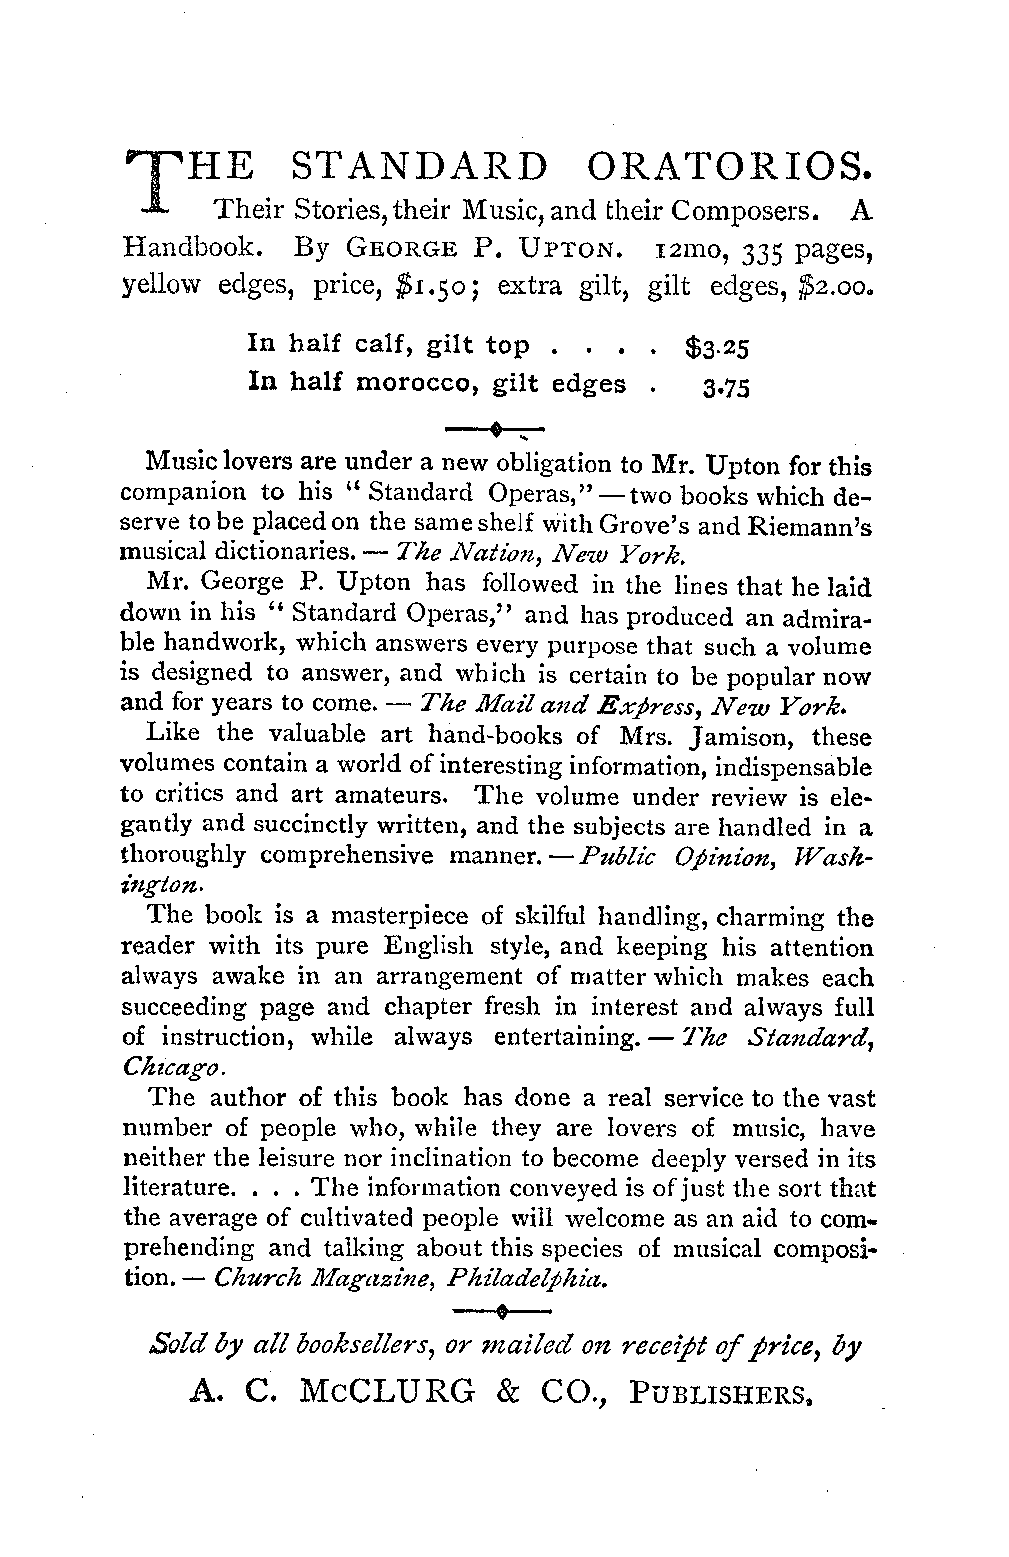 THE STANDARD ORATORIOS.
Their Stories, their Music, and their Composers. A
Handbook. By GEORGE P. UPTON. 12mo, 335 pages,
yellow edges, price, $1.50; extra gilt, gilt edges, $2.00.
In half calf, gilt top . . . . $3.25
In half morocco, gilt edges . 3.75
Music lovers are under a new obligation to Mr. Upton for this
companion to his “ Standard Operas,” — two books which de-
serve to be placed on the same shelf with Grove's and Riemann's
musical dictionaries. — The Nation, New York.
Mr. George P. Upton has followed in the lines that he laid
down in his “ Standard Operas,” and has produced an admira-
ble handwork, which answers every purpose that such a volume
is designed to answer, and which is certain to be popular now
and for years to come. — The Mail and Express, New York.
Like the valuable art hand-books of Mrs. Jamison, these
volumes contain a world of interesting information, indispensable
to critics and art amateurs. The volume under review is ele-
gantly and succinctly written, and the subjects are handled in a
thoroughly comprehensive manner. — Public Opinion, Wash-
ington.
The book is a masterpiece of skilful handling, charming the
reader with its pure English style, and keeping his attention
always awake in an arrangement of matter which makes each
succeeding page and chapter fresh in interest and always full
of instruction, while always entertaining. — The Standard,
Chicago.
The author of this book has done a real service to the vast
number of people who, while they are lovers of music, have
neither the leisure nor inclination to become deeply versed in its
literature. . . . The information conveyed is of just the sort that
the average of cultivated people will welcome as an aid to com-
prehending and talking about this species of musical composi-
tion. — Church Magazine, Philadelphia.
Sold by all booksellers, or mailed on receipt of price, by
A. C. McCLURG & CO., PUBLISHERS.